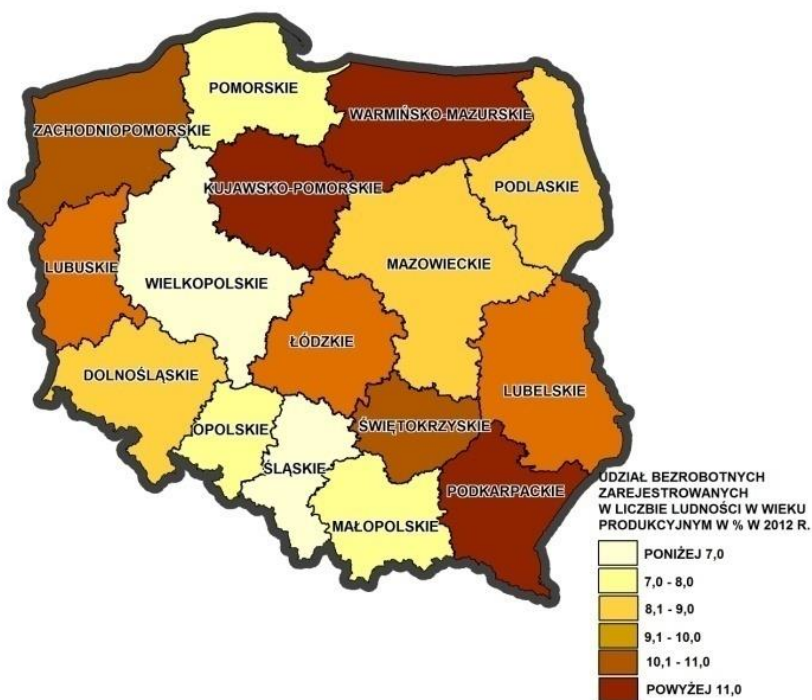 POMORSKIE
WARMIŃSKO-MAZURSKIE
ZACHODNIOPOMORSKIE
KUJAWSKO-POMORSKIE
PODLASKIE
LUBUSKIE
WIELKOPOLSKIE
MAZOWIECKIE
ŁÓDZKIE
DOLNOŚLĄSKIE
LUBELSKIE
OPOLSKIE
ŚWIĘTOKRZYSKIE
ŚLĄSKIE
PODKARPACKIE
MAŁOPOLSKIE
UDZIAŁ BEZROBOTNYCH
ZAREJESTROWANYCH
W LICZBIE LUDNOŚCI W WIEKU
PRODUKCYJNYM W % W 2012 R.
PONIŻEJ 7,0
7,0 - 8,0
8,1 - 9,0
9,1 - 10,0
10,1 - 11,0
POWYŻEJ 11,0